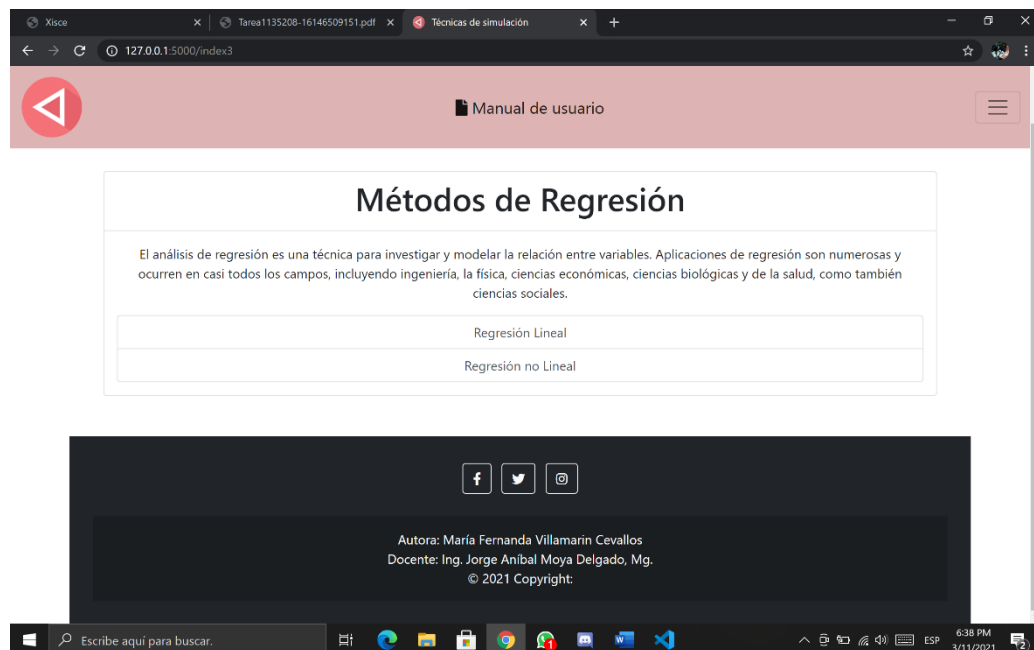 Xisce
Tarea1135208-16146509151.pdf
Técnicas de simulación
127.0.0.1:5000/index3
Manual de usuario
Métodos de Regresión
El análisis de regresión es una técnica para investigar y modelar la relación entre variables. Aplicaciones de regresión son numerosas y
ocurren en casi todos los campos, incluyendo ingeniería, la física, ciencias económicas, ciencias biológicas y de la salud, como también
ciencias sociales.
Regresión Lineal
Regresión no Lineal
Autora: María Fernanda Villamarin Cevallos
Docente: Ing. Jorge Aníbal Moya Delgado, Mg.
© 2021 Copyright:
Escribe aquí para buscar.
ESP
6:38 PM
3/11/2021